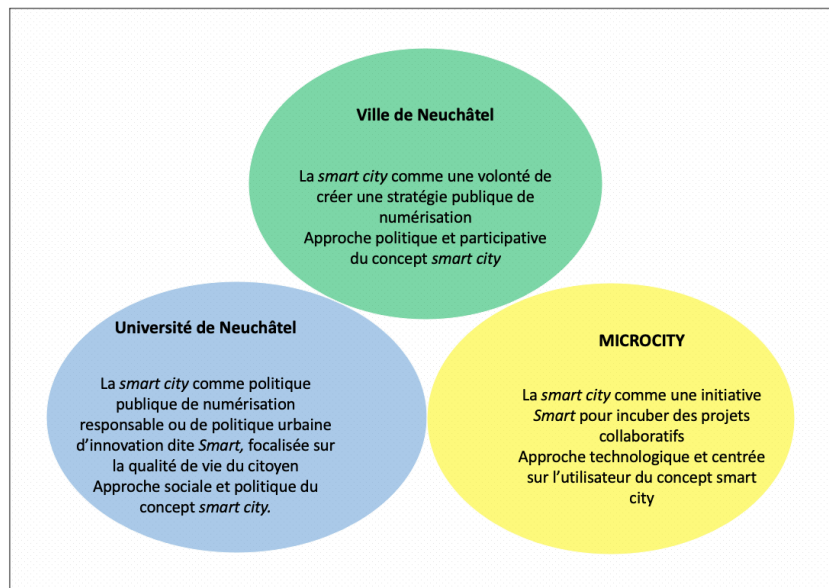 Ville de Neuchâtel
La smart city comme une volonté de
créer une stratégie publique de
numérisation
Approche politique et participative
du concept smart city
Université de Neuchâtel
La smart city comme politique
publique de numérisation
responsable ou de politique urbaine
d’innovation dite Smart, focalisée sur
la qualité de vie du citoyen
Approche sociale et politique du
concept smart city.
MICROCITY
La smart city comme une initiative
Smart pour incuber des projets
collaboratifs
Approche technologique et centrée
sur l’utilisateur du concept smart
city